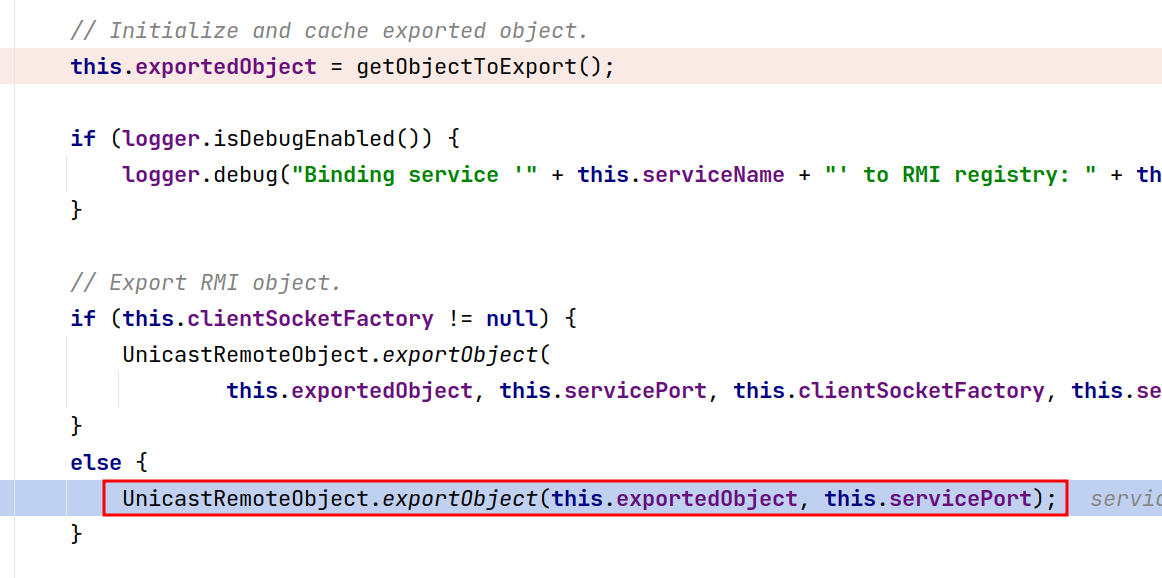 // Initialize and cache exported object.
this.exportedObject = getObjectToExport();
if (logger.isDebugEnabled()) {
logger.debug("Binding service '" + this.serviceName + "' to RMI registry: " + th
}
// Export RMI object.
if (this.clientSocketFactory != null) {
UnicastRemoteObject.exportObject(
this.exportedObject, this.servicePort, this.clientSocketFactory, this.se
}
else {
UnicastRemoteObject.exportObject(this.exportedObject, this.servicePort); servic
}